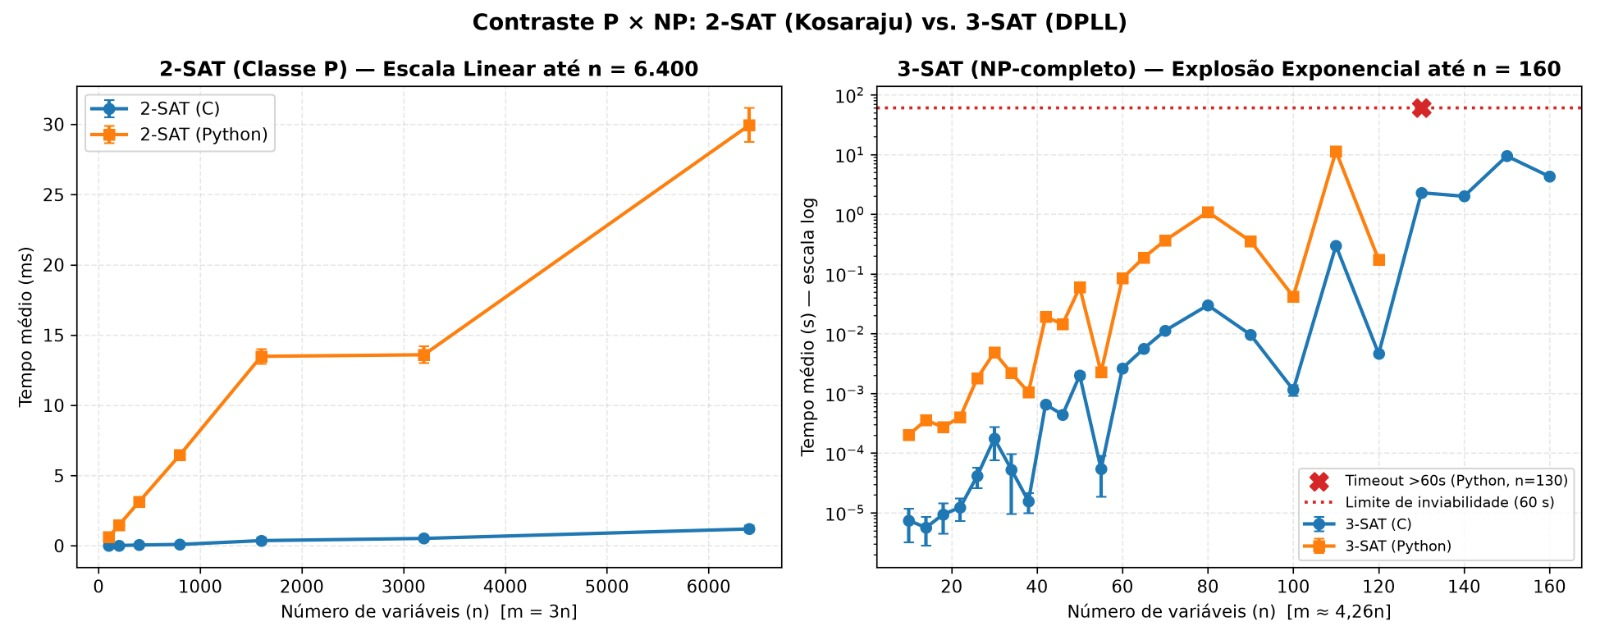 Contraste P × NP: 2-SAT (Kosaraju) vs. 3-SAT (DPLL)
2-SAT (Classe P) — Escala Linear até n = 6.400
2-SAT (C)
2-SAT (Python)
Tempo médio (ms)
30
25
20
15
10
5
0
0 1000 2000 3000 4000 5000 6000
Número de variáveis (n) [m = 3n]
3-SAT (NP-completo) — Explosão Exponencial até n = 160
Tempo médio (s) — escala log
10²
10¹
10⁰
10⁻¹
10⁻²
10⁻³
10⁻⁴
10⁻⁵
Timeout >60s (Python, n=130)
Limite de inviabilidade (60 s)
3-SAT (C)
3-SAT (Python)
20 40 60 80 100 120 140 160
Número de variáveis (n) [m ≈ 4,26n]